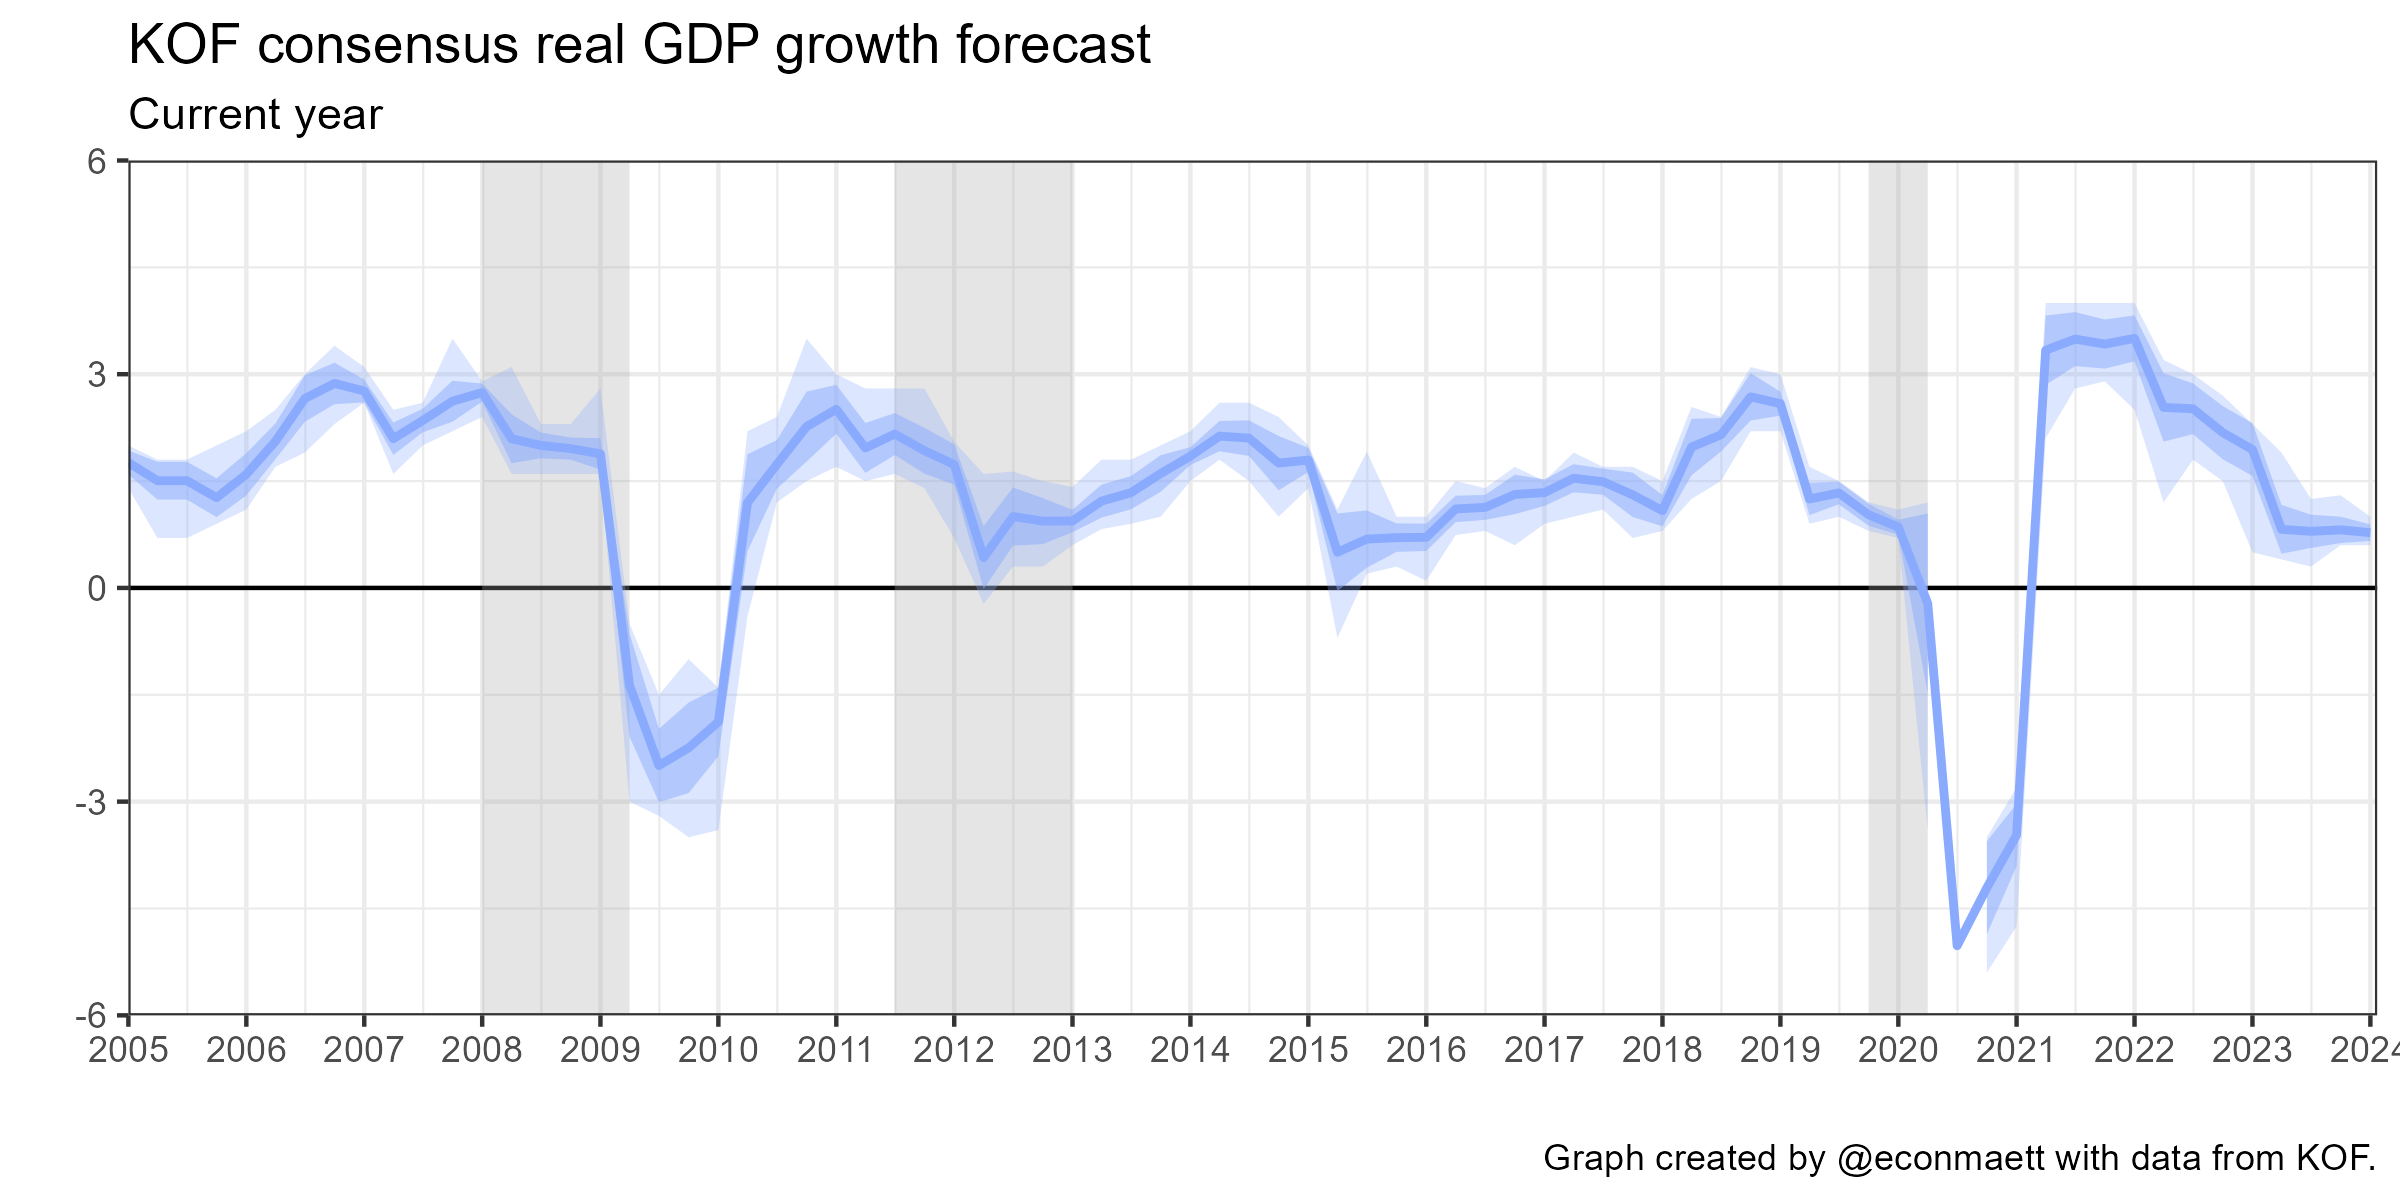 KOF consensus real GDP growth forecast
Current year
6
3
0
-3
-6
2005 2006 2007 2008 2009 2010 2011 2012 2013 2014 2015 2016 2017 2018 2019 2020 2021 2022 2023 2024
Graph created by @econmaett with data from KOF.